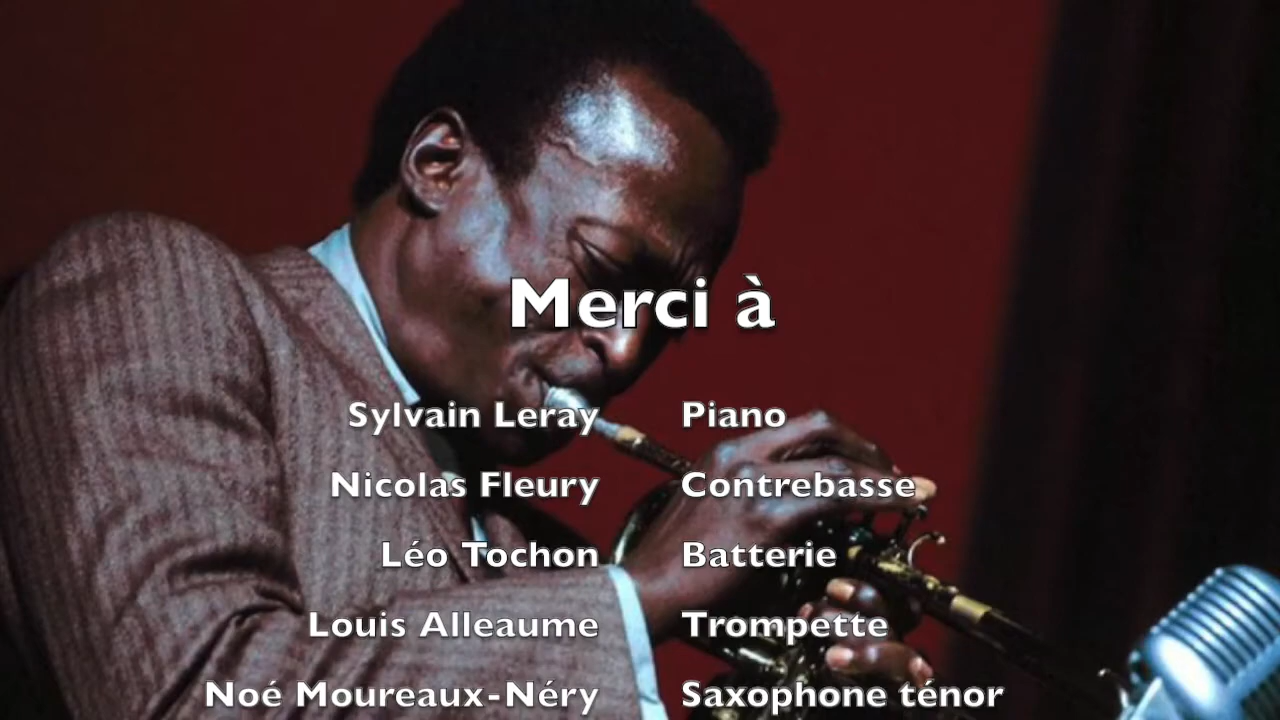 Merci à
Sylvain Leray Piano
Nicolas Fleury Contrebasse
Léo Tochon Batterie
Louis Alleaume Trompette
Noé Moureaux-Néry Saxophone ténor